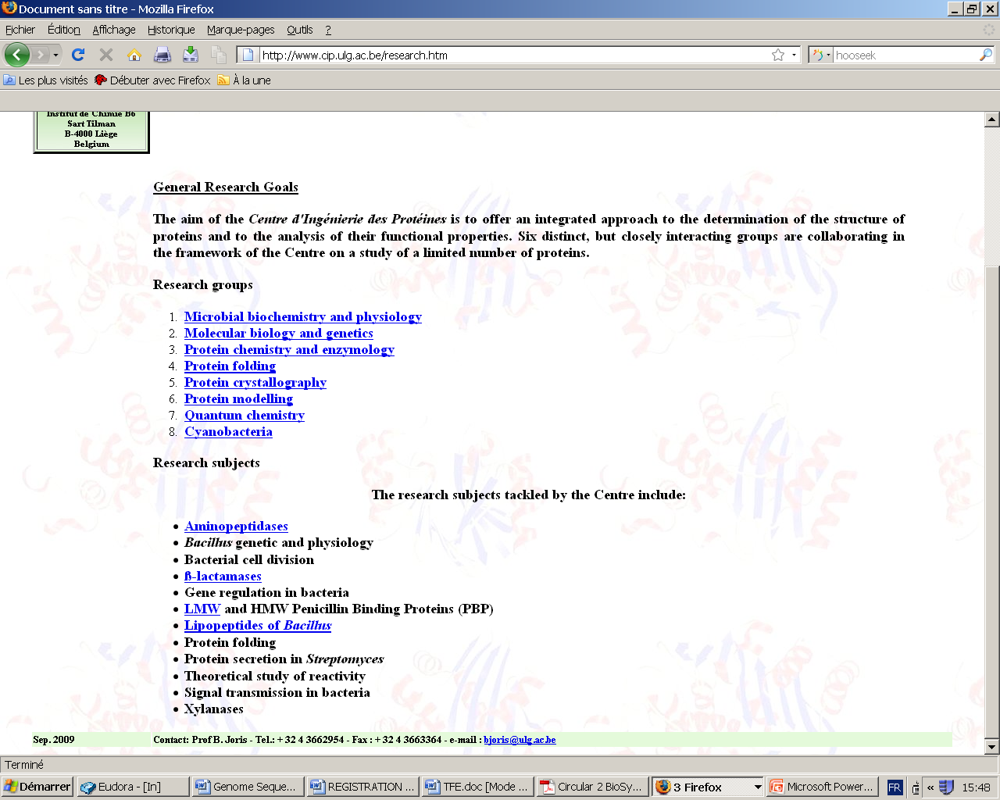 Document sans titre - Mozilla Firefox
Fichier Édition Affichage Historique Marque-pages Outils ?
http://www.cip.ulg.ac.be/research.htm hooseek
Les plus visités Débuter avec Firefox À la une
Institut de Chimie B6
Sart Tilman
B-4000 Liège
Belgium
General Research Goals
The aim of the Centre d'Ingénierie des Protéines is to offer an integrated approach to the determination of the structure of
proteins and to the analysis of their functional properties. Six distinct, but closely interacting groups are collaborating in
the framework of the Centre on a study of a limited number of proteins.
Research groups
1. Microbial biochemistry and physiology
2. Molecular biology and genetics
3. Protein chemistry and enzymology
4. Protein folding
5. Protein crystallography
6. Protein modelling
7. Quantum chemistry
8. Cyanobacteria
Research subjects
The research subjects tackled by the Centre include:
• Aminopeptidases
• Bacillus genetic and physiology
• Bacterial cell division
• ß-lactamases
• Gene regulation in bacteria
• LMW and HMW Penicillin Binding Proteins (PBP)
• Lipopeptides of Bacillus
• Protein folding
• Protein secretion in Streptomyces
• Theoretical study of reactivity
• Signal transmission in bacteria
• Xylanases
Sep. 2009 Contact: Prof B. Joris - Tel.: + 32 4 3662954 - Fax : + 32 4 3663364 - e-mail : bjoris@ulg.ac.be
Terminé
Démarrer Eudora - [In] Genome Seque... REGISTRATION ... TFE.doc [Mode ... Circular 2 BioSy... 3 Firefox Microsoft Power... FR « 15:48